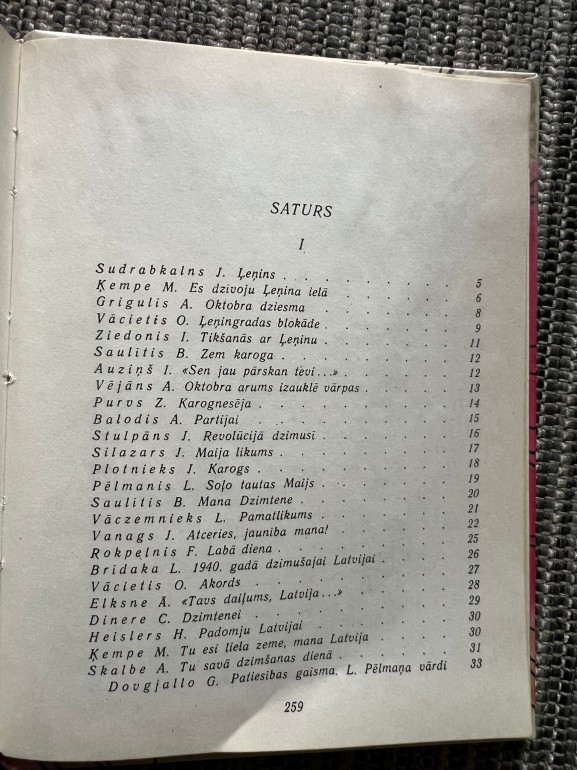 SATURS
I
Sudrabkalns J. Ļeņins . . . . . . . . 5
Ķempe M. Es dzīvoju Ļeņina ielā . . . . . 6
Grigulis A. Oktobra dziesma . . . . . . 8
Vācietis O. Ļeņingradas blokāde . . . . . 9
Ziedonis I. Tikšanās ar Ļeņinu . . . . . 11
Saulītis B. Zem karoga . . . . . . . 12
Auziņš I. «Sen jau pārskan tevi...» . . . . 12
Vējāns A. Oktobra arums izauklē vārpas . . . 13
Purvs Z. Karognesēja . . . . . . . 14
Balodis A. Partijai . . . . . . . . 15
Stulpāns J. Revolūcijā dzimusi . . . . . 16
Silazars J. Maija likums . . . . . . 17
Plotnieks J. Karogs . . . . . . . . 18
Pēlmanis L. Soļo tautas Maijs . . . . . 19
Saulītis B. Mana Dzimtene . . . . . . 20
Vāczemnieks L. Pamatlikums . . . . . 21
Vanags J. Atceries, jaunība mana! . . . . 22
Rokpelnis F. Labā diena . . . . . . . 25
Brīdaka L. 1940. gadā dzimušajai Latvijai . . . 26
Vācietis O. Akords . . . . . . . . 27
Elksne Ā. «Tavs daiļums, Latvija...» . . . . 28
Dinere C. Dzimtenei . . . . . . . 29
Heislers H. Padomju Latvijai . . . . . 30
Ķempe M. Tu esi liela zeme, mana Latvija . . . 30
Skalbe A. Tu savā dzimšanas dienā . . . . 31
Dovgjallo G. Patiesības gaisma. L. Pēlmaņa vārdi 33
259